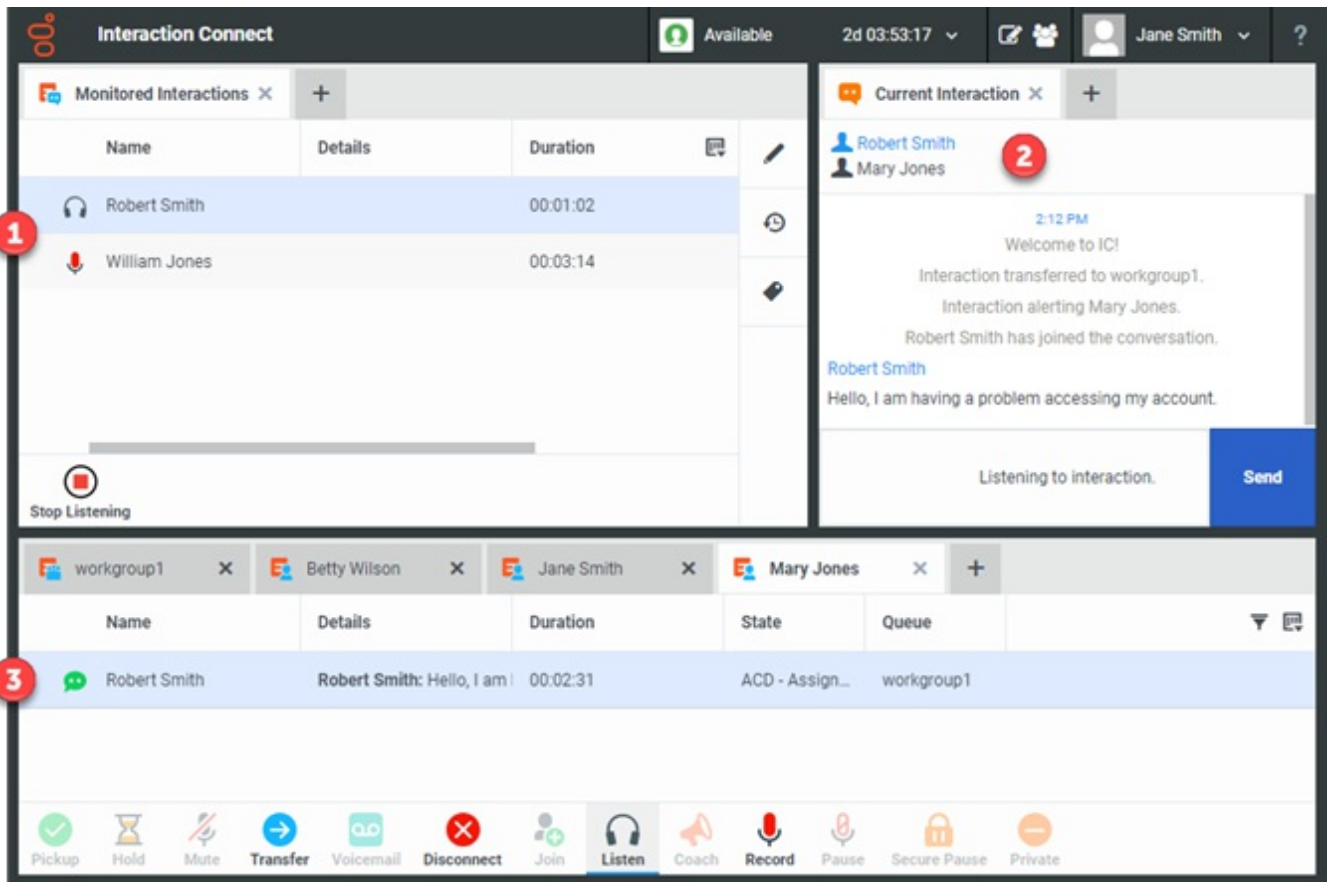 Interaction Connect
Available
2d 03:53:17
Jane Smith
?
Monitored Interactions
Name Details Duration
1
Robert Smith 00:01:02
William Jones 00:03:14
Stop Listening
Current Interaction
Robert Smith
Mary Jones
2
2:12 PM
Welcome to IC!
Interaction transferred to workgroup1.
Interaction alerting Mary Jones.
Robert Smith has joined the conversation.
Robert Smith
Hello, I am having a problem accessing my account.
Listening to interaction.
Send
workgroup1 Betty Wilson Jane Smith Mary Jones
Name Details Duration State Queue
3
Robert Smith Robert Smith: Hello, I am 00:02:31 ACD - Assign... workgroup1
Pickup Hold Mute Transfer Voicemail Disconnect Join Listen Coach Record Pause Secure Pause Private